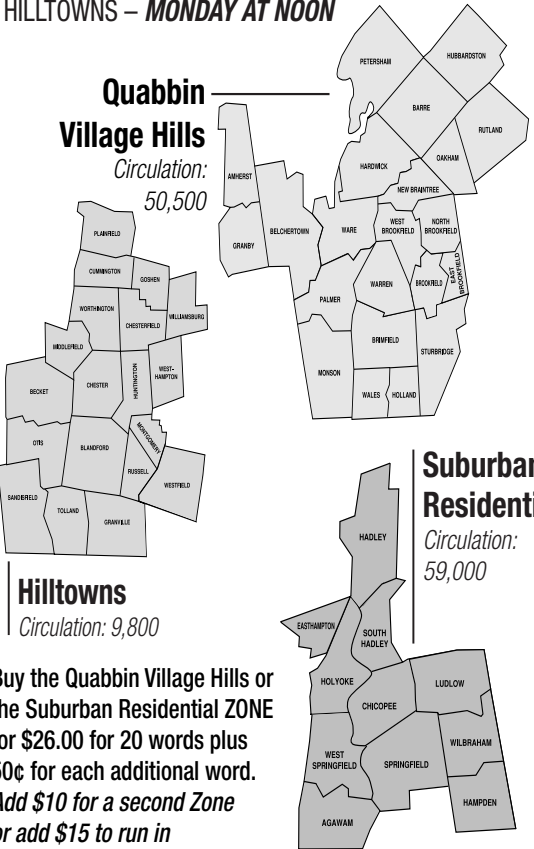 HILLTOWNS – MONDAY AT NOON
Quabbin
Village Hills
Circulation:
50,500
PETERSHAM
HUBBARDSTON
BARRE
RUTLAND
HARDWICK
OAKHAM
NEW BRAINTREE
AMHERST
BELCHERTOWN
GRANBY
WARE
WEST
BROOKFIELD
NORTH
BROOKFIELD
EAST
BROOKFIELD
BROOKFIELD
WARREN
PALMER
BRIMFIELD
STURBRIDGE
MONSON
WALES
HOLLAND
PLAINFIELD
CUMMINGTON
GOSHEN
WORTHINGTON
WILLIAMSBURG
CHESTERFIELD
MIDDLEFIELD
WEST-
HAMPTON
HUNTINGTON
CHESTER
BECKET
MONTGOMERY
OTIS
BLANDFORD
RUSSELL
WESTFIELD
SANDISFIELD
TOLLAND
GRANVILLE
Hilltowns
Circulation: 9,800
Suburban
Residenti
Circulation:
59,000
HADLEY
EASTHAMPTON
SOUTH
HADLEY
HOLYOKE
CHICOPEE
LUDLOW
WEST
SPRINGFIELD
SPRINGFIELD
WILBRAHAM
HAMPDEN
AGAWAM
Buy the Quabbin Village Hills or
the Suburban Residential ZONE
for $26.00 for 20 words plus
50¢ for each additional word.
Add $10 for a second Zone
or add $15 to run in